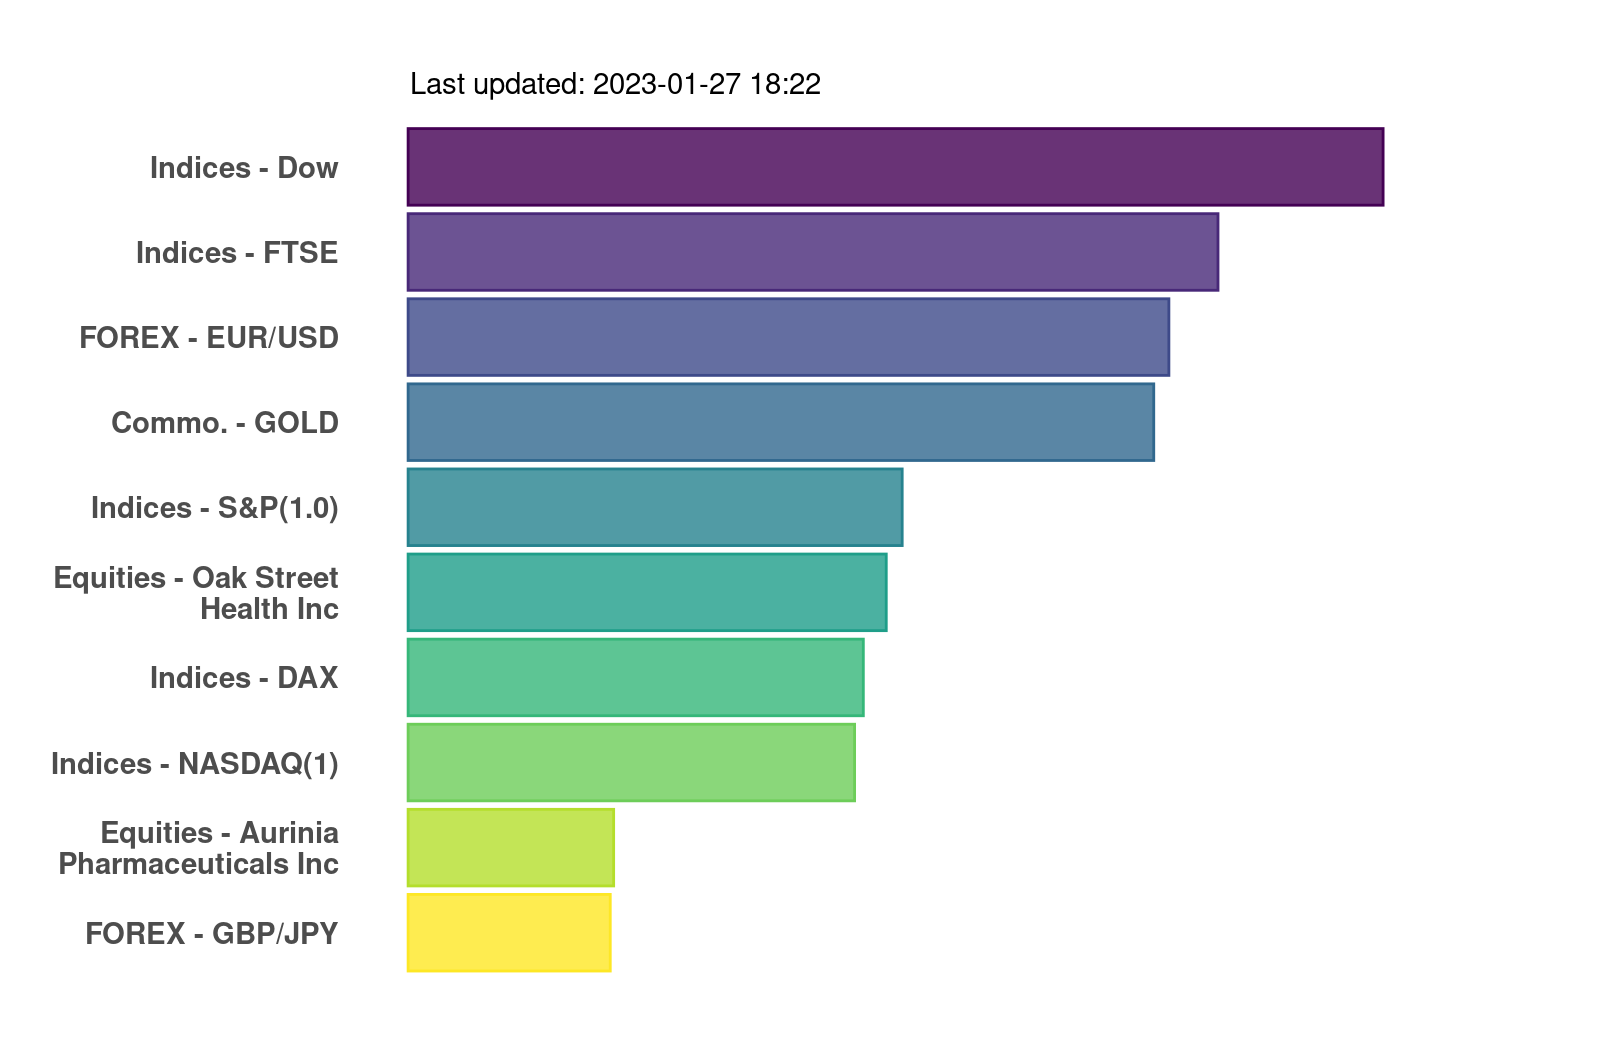 Last updated: 2023-01-27 18:22
Indices - Dow
Indices - FTSE
FOREX - EUR/USD
Commo. - GOLD
Indices - S&P(1.0)
Equities - Oak Street
Health Inc
Indices - DAX
Indices - NASDAQ(1)
Equities - Aurinia
Pharmaceuticals Inc
FOREX - GBP/JPY